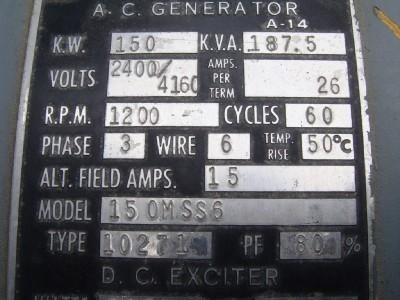 A. C. GENERATOR
A-14
K.W. 150 K.V.A. 187.5
VOLTS 2400/4160 AMPS. PER TERM 26
R.P.M. 1200 CYCLES 60
PHASE 3 WIRE 6 TEMP. RISE 50°C
ALT. FIELD AMPS. 15
MODEL 150MSS6
TYPE 10271 PF 80 %
D. C. EXCITER